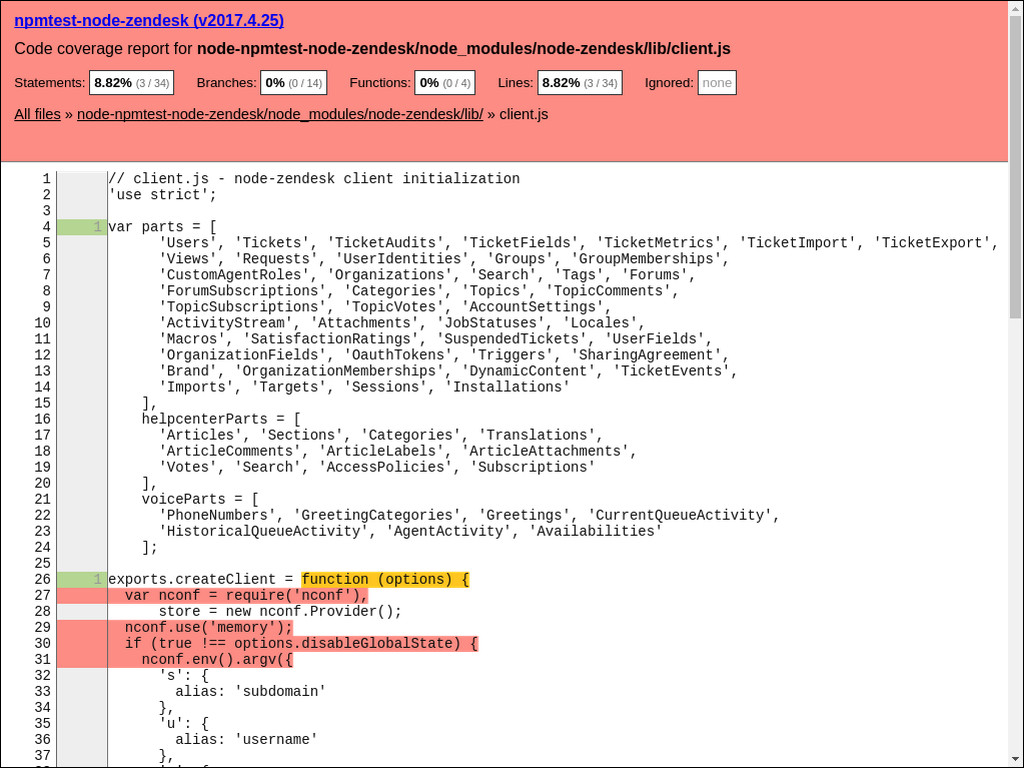 npmtest-node-zendesk (v2017.4.25)
Code coverage report for node-npmtest-node-zendesk/node_modules/node-zendesk/lib/client.js
Statements: 8.82% (3 / 34) Branches: 0% (0 / 14) Functions: 0% (0 / 4) Lines: 8.82% (3 / 34) Ignored: none
All files » node-npmtest-node-zendesk/node_modules/node-zendesk/lib/ » client.js
1 // client.js - node-zendesk client initialization
2 'use strict';
3
4 1 var parts = [
5 'Users', 'Tickets', 'TicketAudits', 'TicketFields', 'TicketMetrics', 'TicketImport', 'TicketExport',
6 'Views', 'Requests', 'UserIdentities', 'Groups', 'GroupMemberships',
7 'CustomAgentRoles', 'Organizations', 'Search', 'Tags', 'Forums',
8 'ForumSubscriptions', 'Categories', 'Topics', 'TopicComments',
9 'TopicSubscriptions', 'TopicVotes', 'AccountSettings',
10 'ActivityStream', 'Attachments', 'JobStatuses', 'Locales',
11 'Macros', 'SatisfactionRatings', 'SuspendedTickets', 'UserFields',
12 'OrganizationFields', 'OauthTokens', 'Triggers', 'SharingAgreement',
13 'Brand', 'OrganizationMemberships', 'DynamicContent', 'TicketEvents',
14 'Imports', 'Targets', 'Sessions', 'Installations'
15 ],
16 helpcenterParts = [
17 'Articles', 'Sections', 'Categories', 'Translations',
18 'ArticleComments', 'ArticleLabels', 'ArticleAttachments',
19 'Votes', 'Search', 'AccessPolicies', 'Subscriptions'
20 ],
21 voiceParts = [
22 'PhoneNumbers', 'GreetingCategories', 'Greetings', 'CurrentQueueActivity',
23 'HistoricalQueueActivity', 'AgentActivity', 'Availabilities'
24 ];
25
26 1 exports.createClient = function (options) {
27 var nconf = require('nconf'),
28 store = new nconf.Provider();
29 nconf.use('memory');
30 if (true !== options.disableGlobalState) {
31 nconf.env().argv({
32 's': {
33 alias: 'subdomain'
34 },
35 'u': {
36 alias: 'username'
37 },